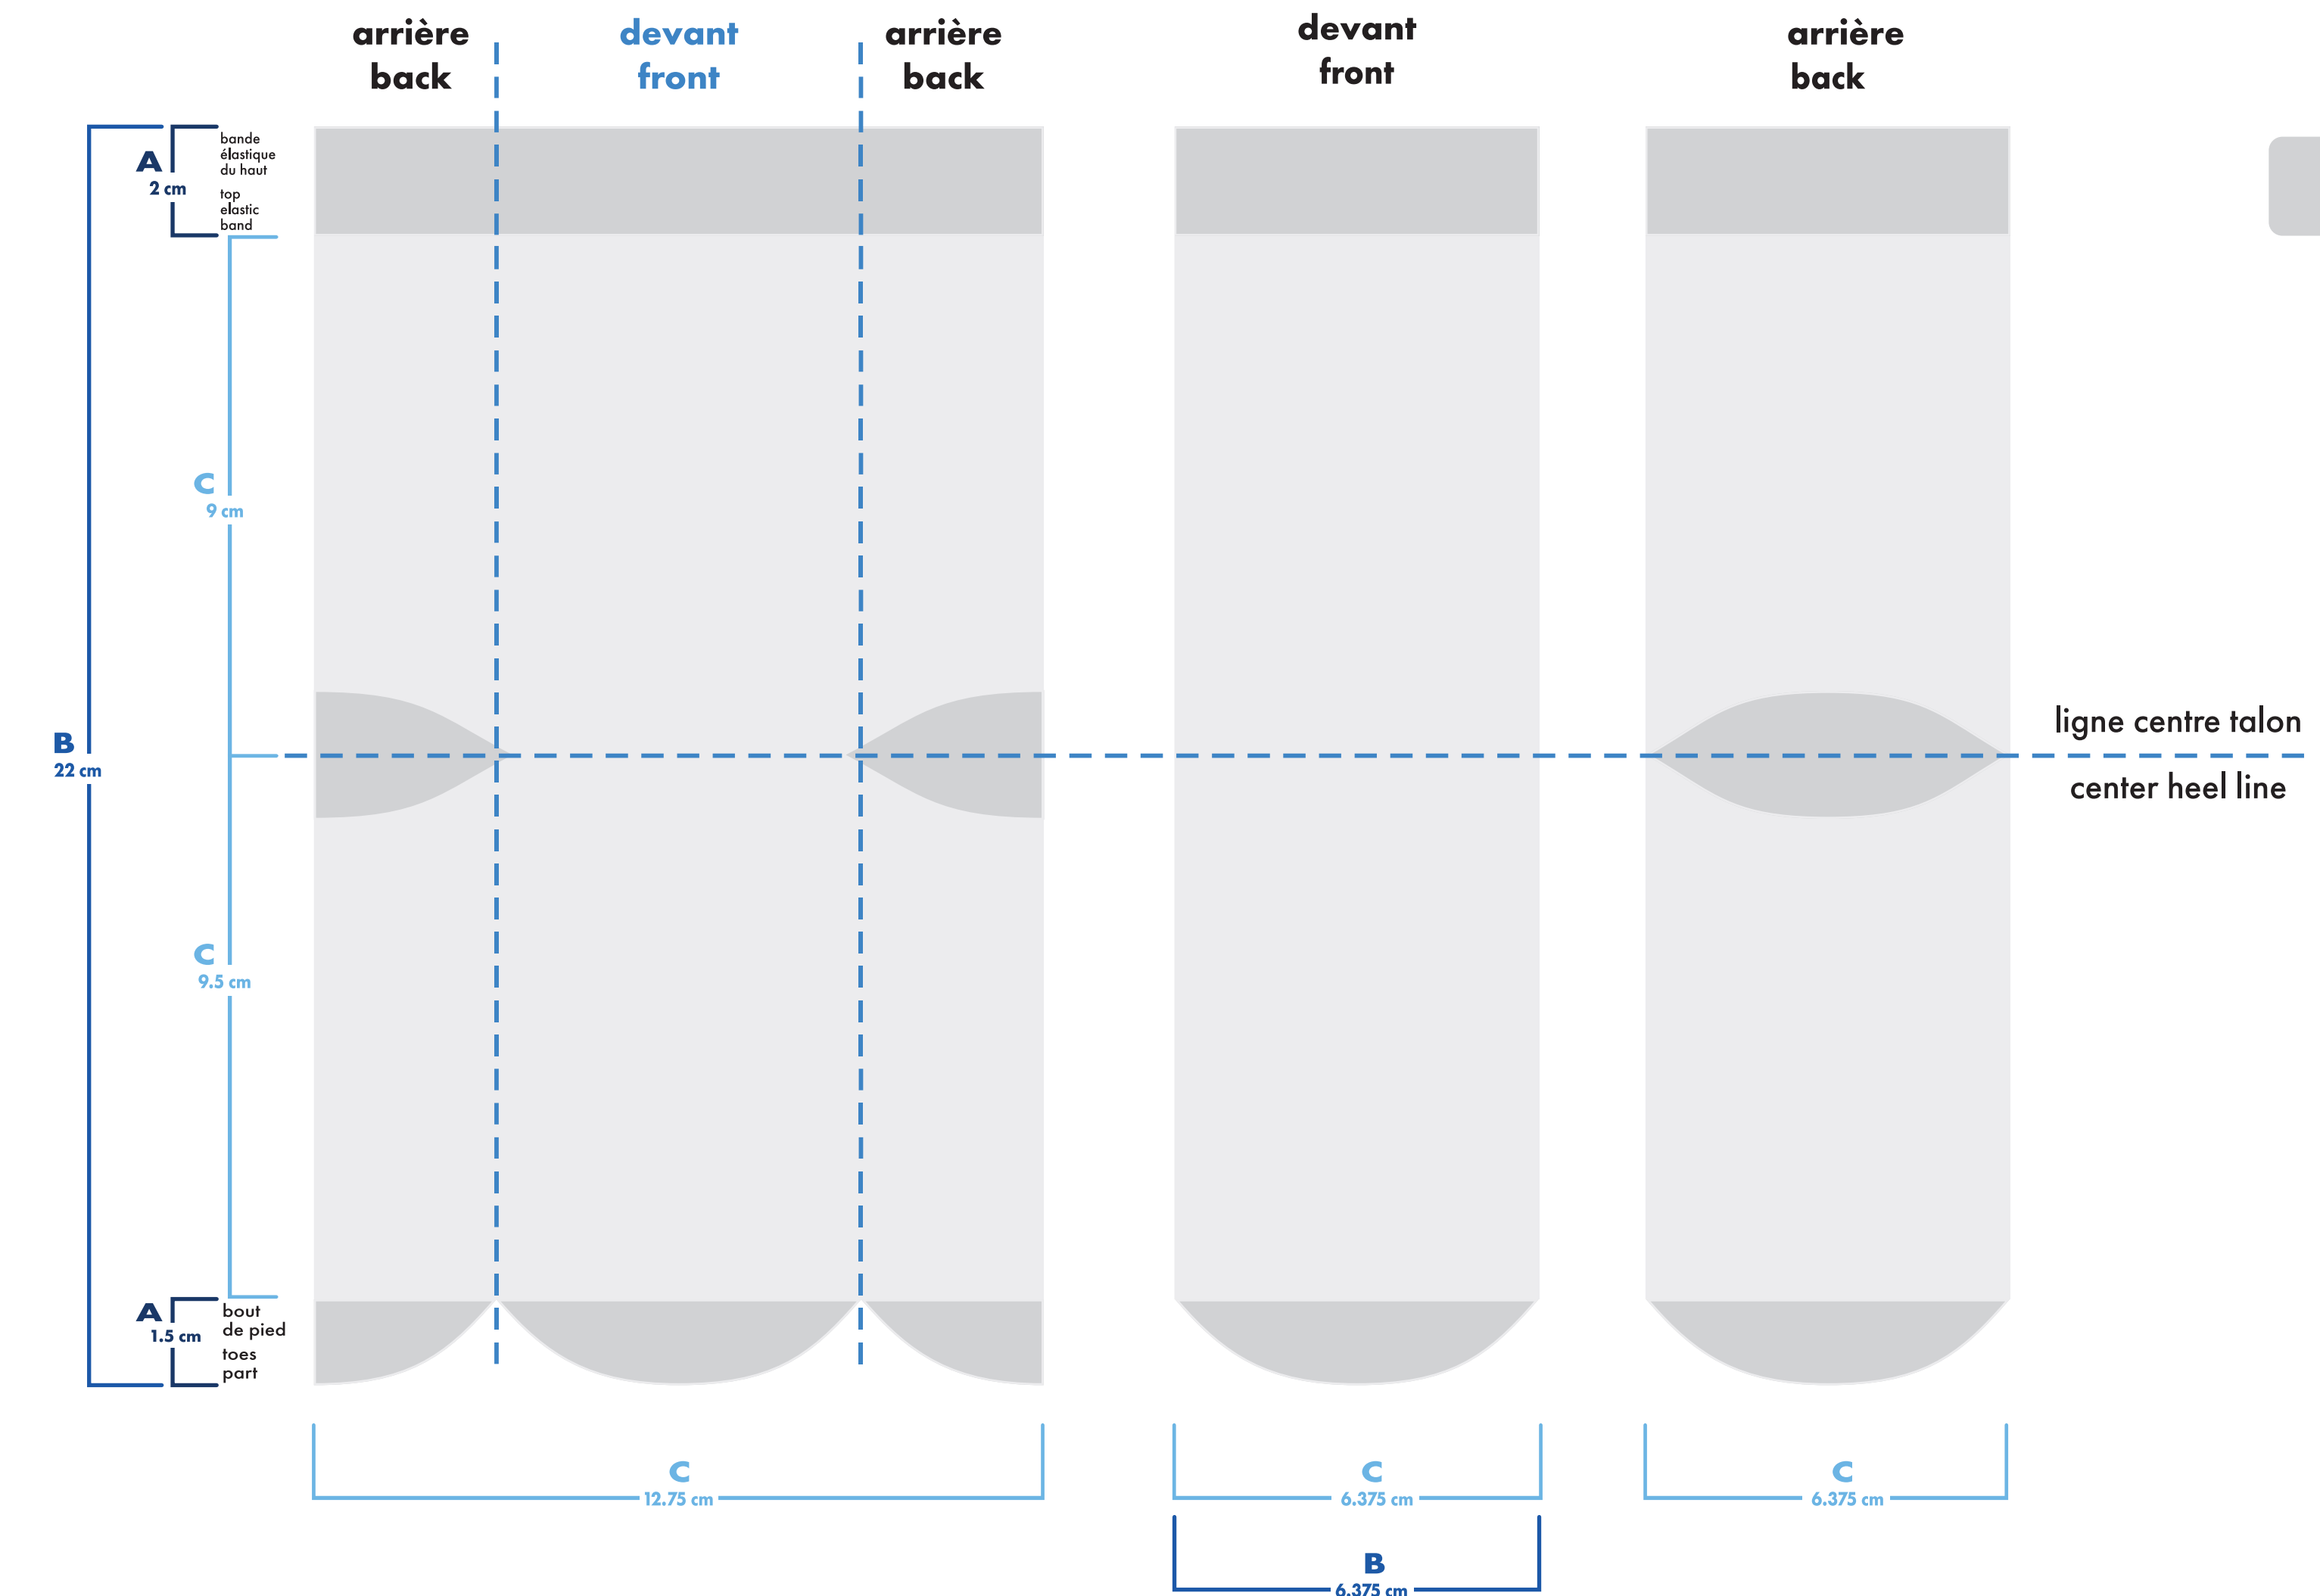 arrière
back
devant
front
arrière
back
devant
front
arrière
back
A
2 cm
bande
élastique
du haut
top
elastic
band
C
9 cm
B
22 cm
ligne centre talon
center heel line
C
9.5 cm
A
1.5 cm
bout
de pied
toes
part
C
12.75 cm
C
6.375 cm
C
6.375 cm
B
6.375 cm